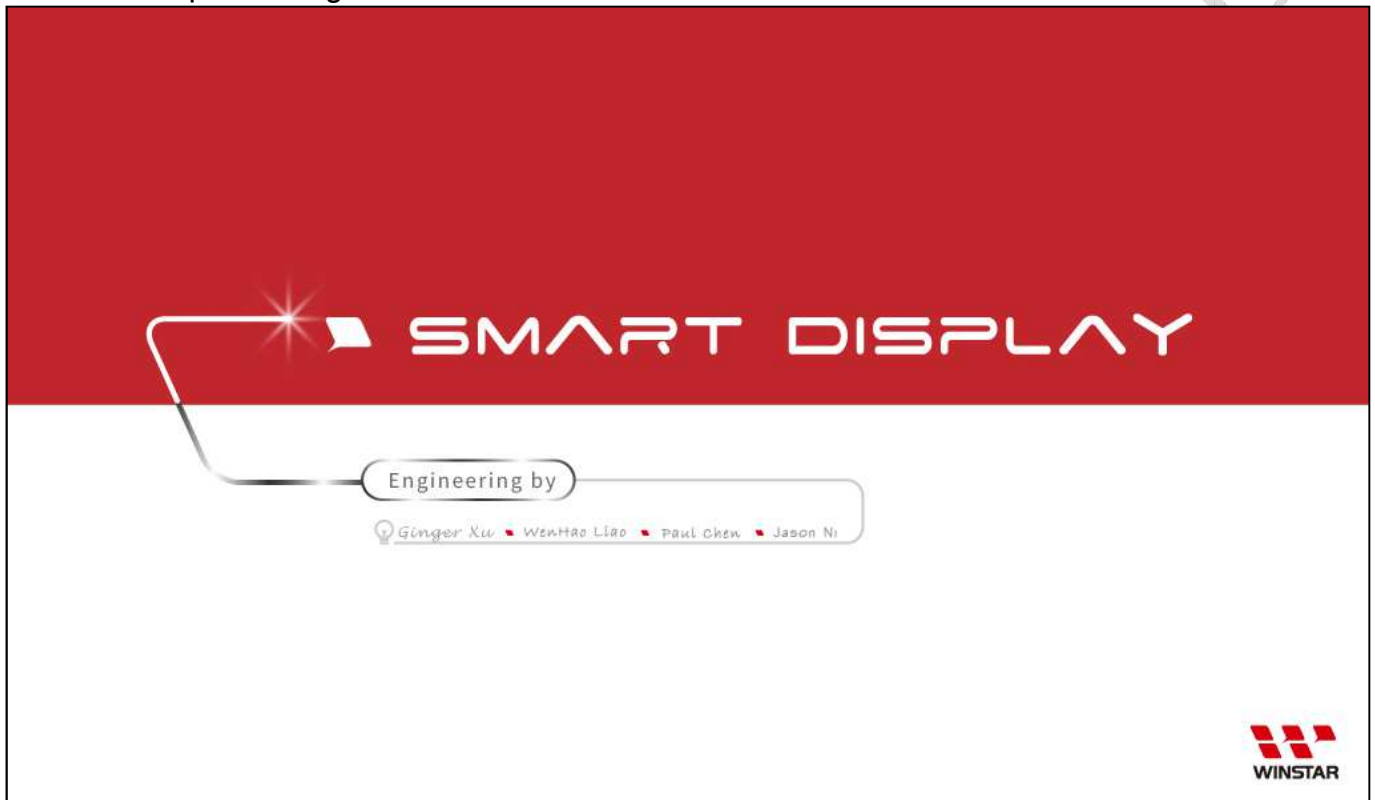 SMART DISPLAY
Engineering by
Ginger Xu WenHao Liao Paul Chen Jason Ni
WINSTAR